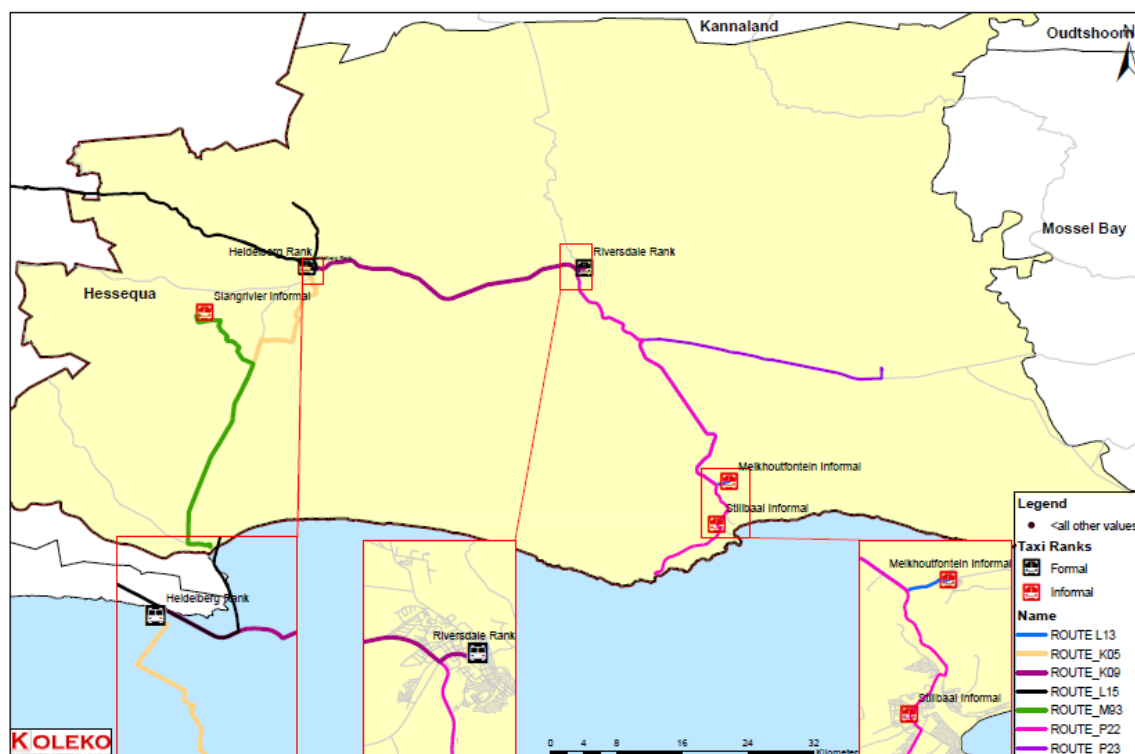 Kannaland
Oudtshoorn
N
Mossel Bay
Heidelberg Rank
Riversdale Rank
Hessequa
Slangrivier Informal
Melkhoutfontein Informal
Stilbaai Informal
Heidelberg Rank
Riversdale Rank
Melkhoutfontein Informal
Stilbaai Informal
Legend
<all other values
Taxi Ranks
Formal
Informal
Name
ROUTE L13
ROUTE_K05
ROUTE_K09
ROUTE_L15
ROUTE_M93
ROUTE_P22
ROUTE_P23
0 4 8 16 24 32
Kilometer
KOLEKO